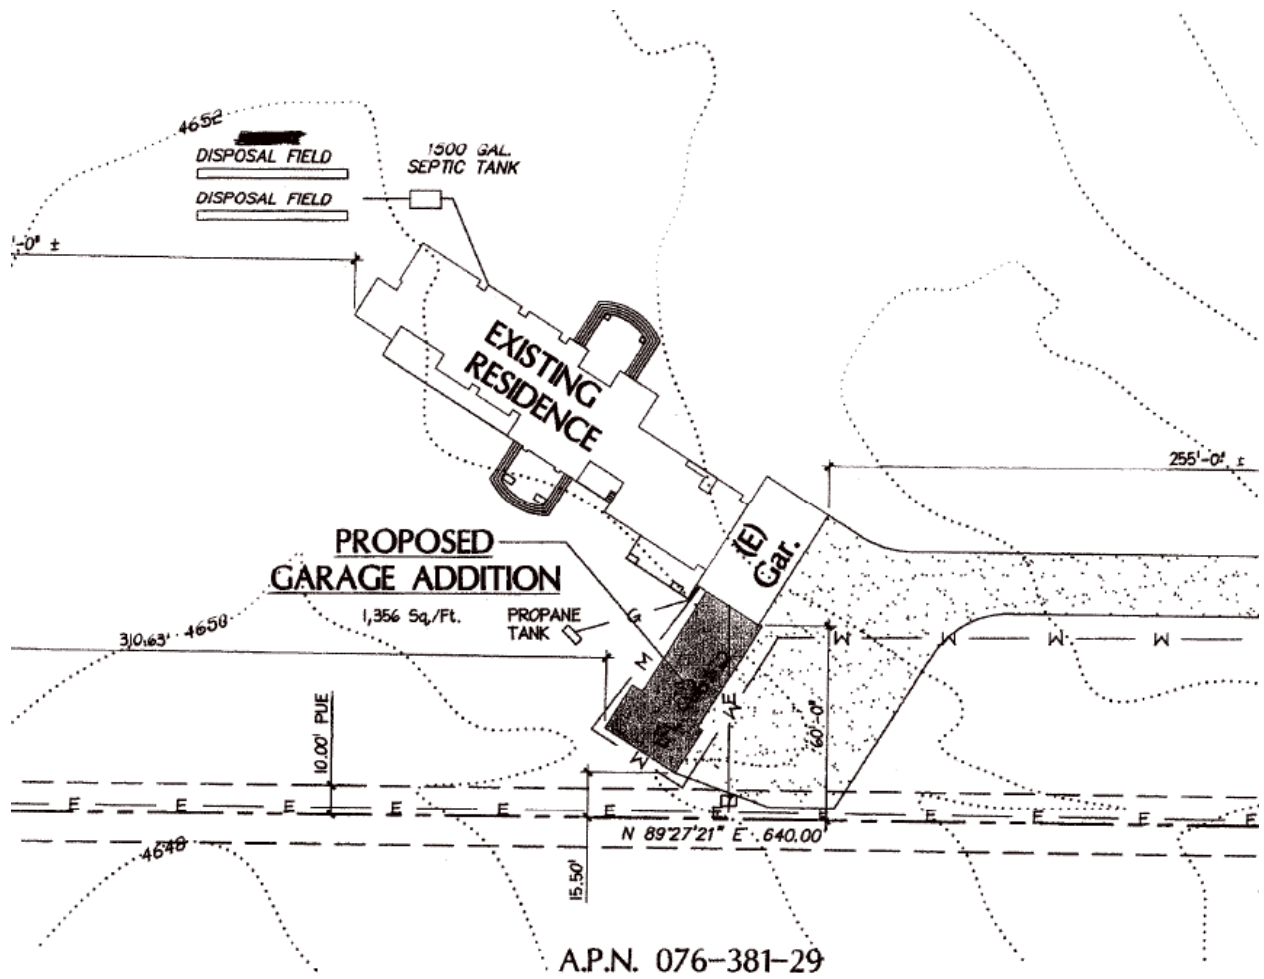 4652
DISPOSAL FIELD
DISPOSAL FIELD
1500 GAL.
SEPTIC TANK
'-0" ±
EXISTING
RESIDENCE
255'-0" ±
(E)
Gar.
PROPOSED
GARAGE ADDITION
1,356 Sq./Ft.
PROPANE
TANK
G
310.63'
4650
W
W
W
W
W
W
E
10.00' PUE
60'-0"
W
E E E E E E E E E E E E
N 89°27'21" E 640.00'
4648
15.50'
A.P.N. 076-381-29